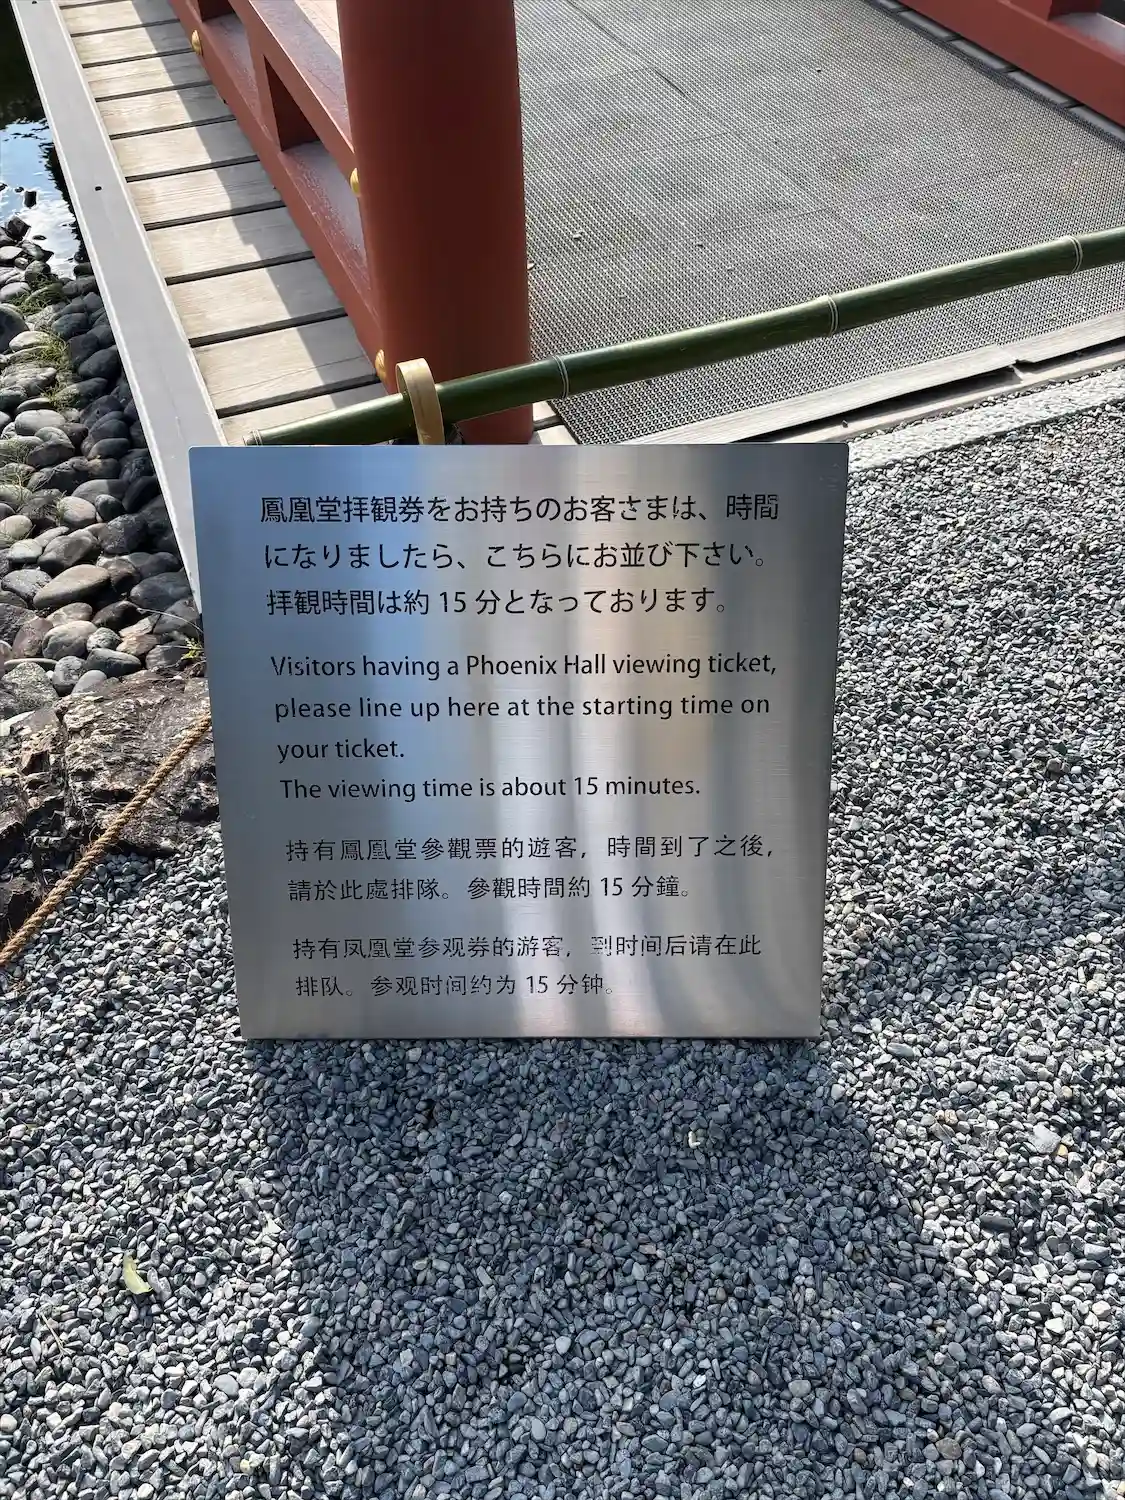 鳳凰堂拝観券をお持ちのお客さまは、時間
になりましたら、こちらにお並び下さい。
拝観時間は約 15 分となっております。
Visitors having a Phoenix Hall viewing ticket,
please line up here at the starting time on
your ticket.
The viewing time is about 15 minutes.
持有鳳凰堂參觀票的遊客，時間到了之後，
請於此處排隊。參觀時間約 15 分鐘。
持有凤凰堂参观券的游客，到时间后请在此
排队。参观时间约为 15 分钟。